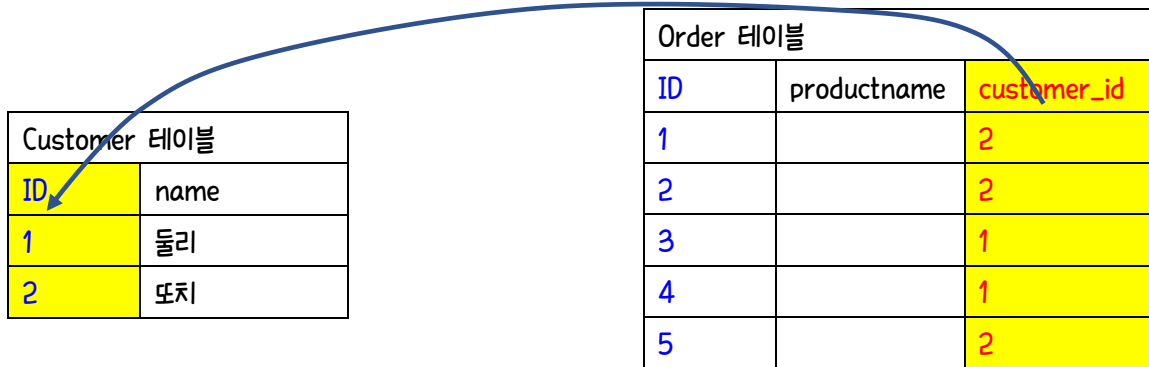 Customer 테이블
ID name
1 둘리
2 또치
Order 테이블
ID productname customer_id
1 2
2 2
3 1
4 1
5 2